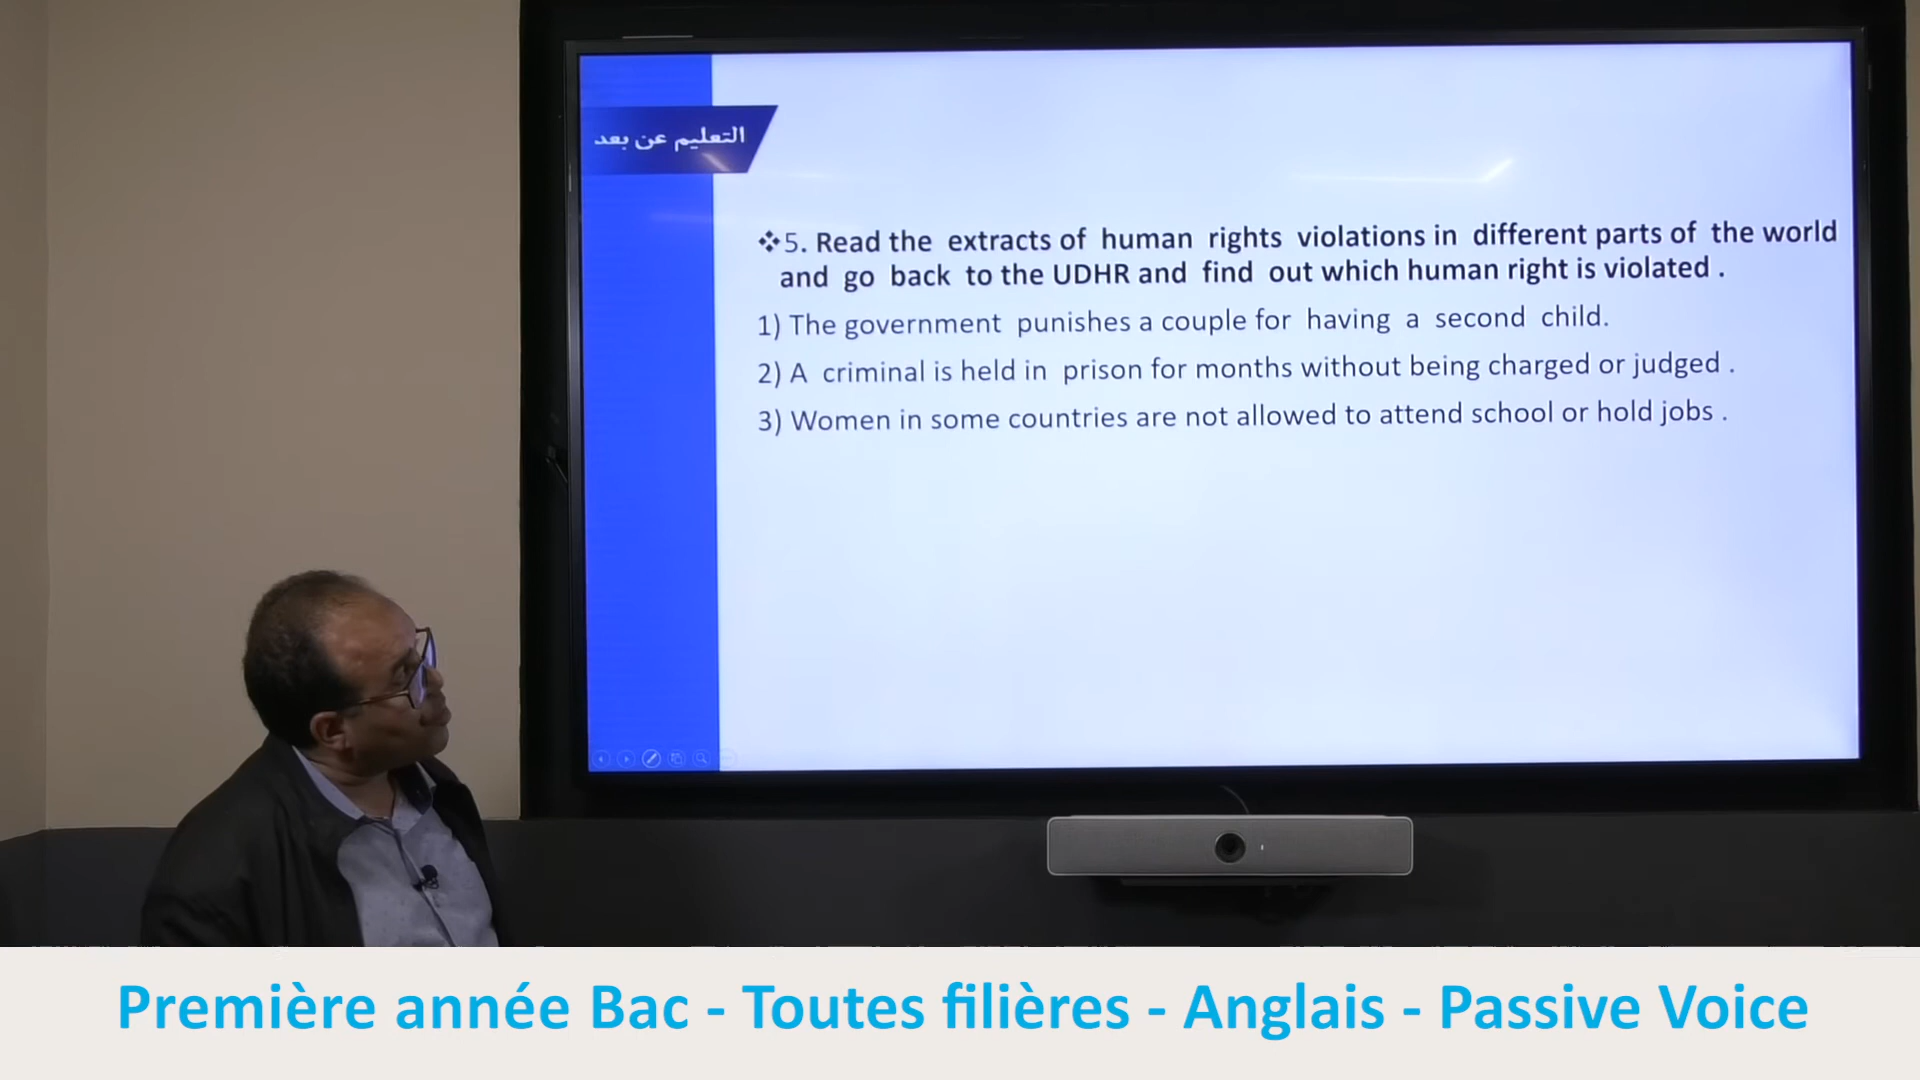 التعليم عن بعد
❖5. Read the extracts of human rights violations in different parts of the world
and go back to the UDHR and find out which human right is violated .
1) The government punishes a couple for having a second child.
2) A criminal is held in prison for months without being charged or judged .
3) Women in some countries are not allowed to attend school or hold jobs .
Première année Bac - Toutes filières - Anglais - Passive Voice